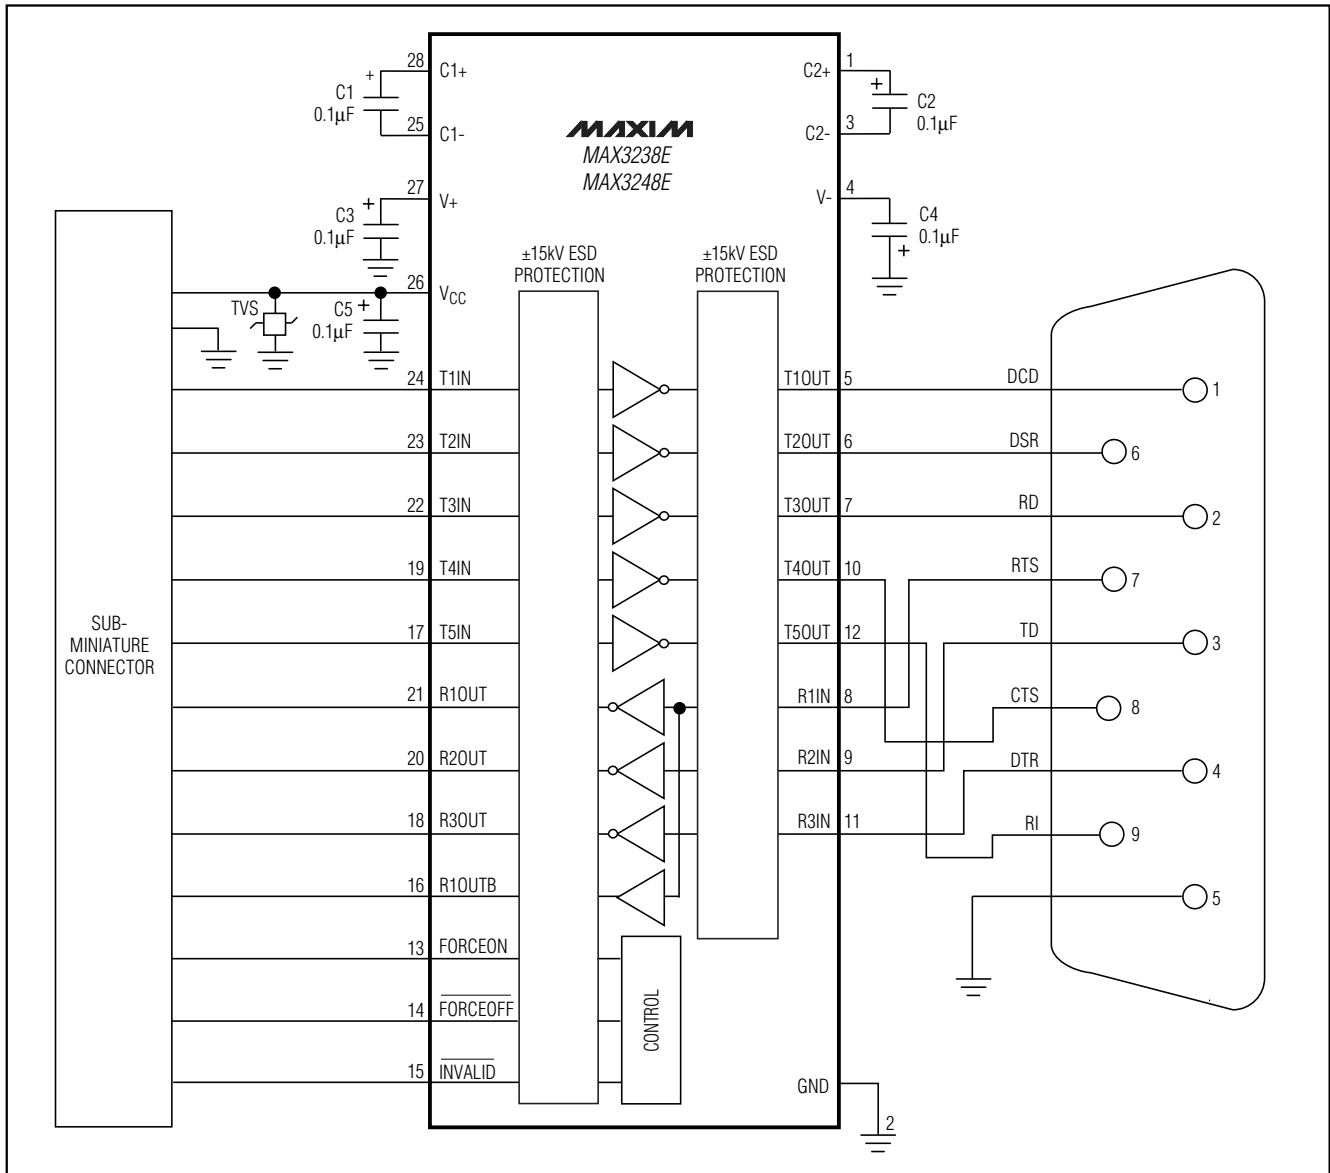 28
C1+
+
C1
0.1μF
25
C1-
C2+
1
+
C2
0.1μF
C2-
3
MAXIM
MAX3238E
MAX3248E
27
V+
+
C3
0.1μF
V-
4
C4
0.1μF
+
±15kV ESD
PROTECTION
±15kV ESD
PROTECTION
26
VCC
TVS
C5
+
0.1μF
24
T1IN
T1OUT
5
DCD
1
23
T2IN
T2OUT
6
DSR
6
22
T3IN
T3OUT
7
RD
2
19
T4IN
T4OUT
10
RTS
7
17
T5IN
T5OUT
12
TD
3
SUB-
MINIATURE
CONNECTOR
21
R1OUT
R1IN
8
CTS
8
20
R2OUT
R2IN
9
DTR
4
18
R3OUT
R3IN
11
RI
9
16
R1OUTB
5
13
FORCEON
14
FORCEOFF
CONTROL
15
INVALID
GND
2